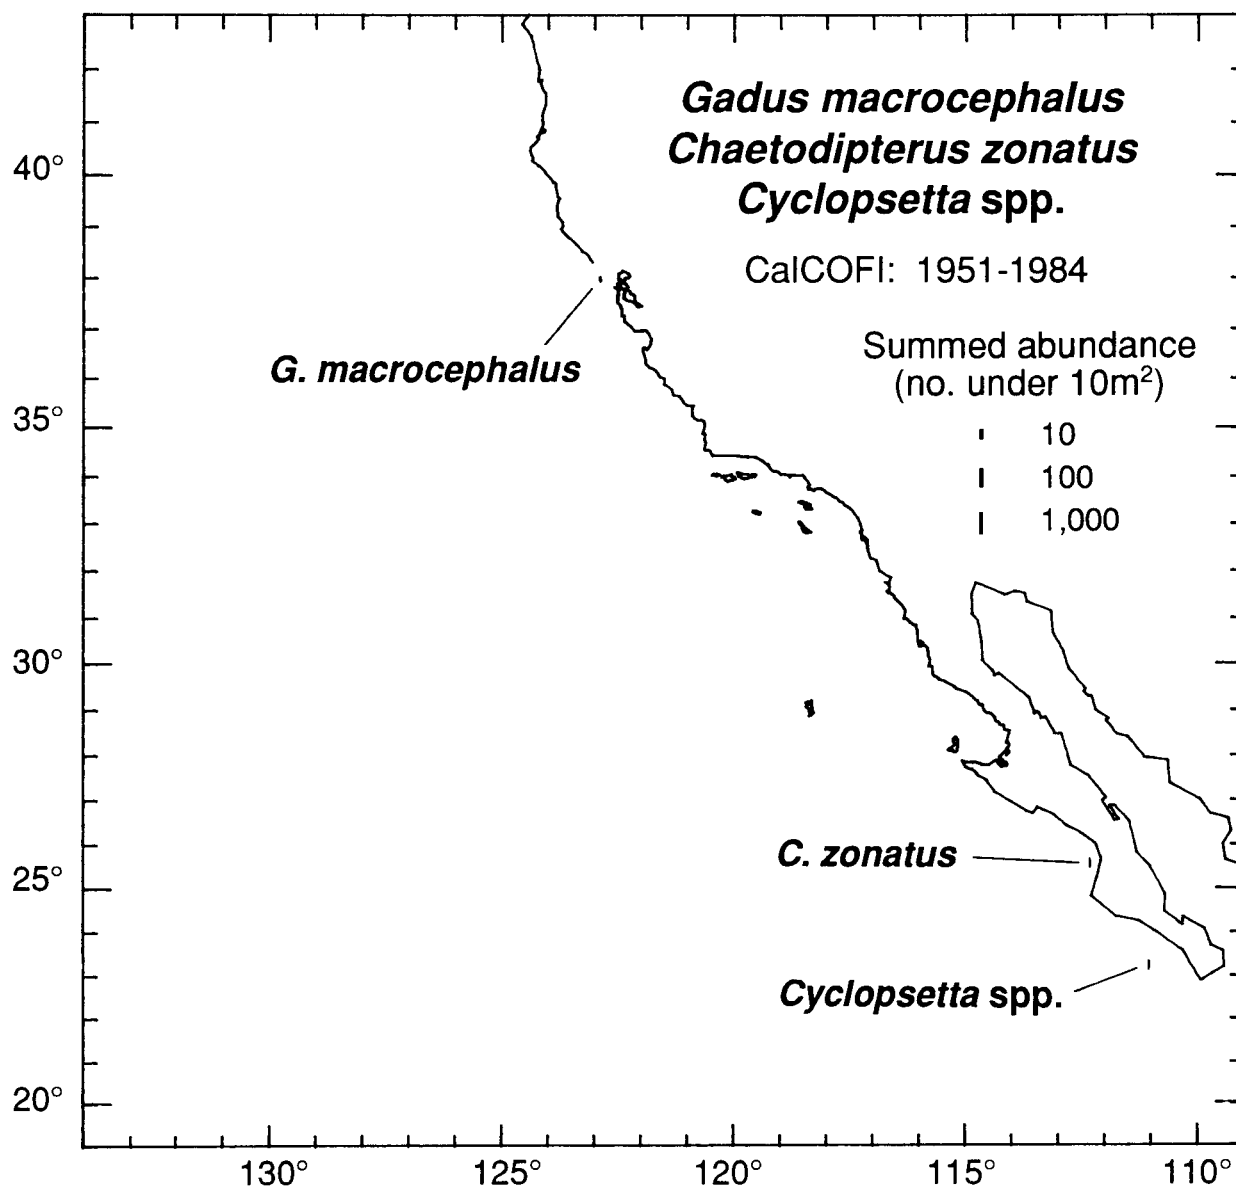 Gadus macrocephalus
Chaetodipterus zonatus
Cyclopsetta spp.
CalCOFI: 1951-1984
Summed abundance
(no. under 10m²)
10
100
1,000
G. macrocephalus
C. zonatus
Cyclopsetta spp.
40°
35°
30°
25°
20°
130°
125°
120°
115°
110°